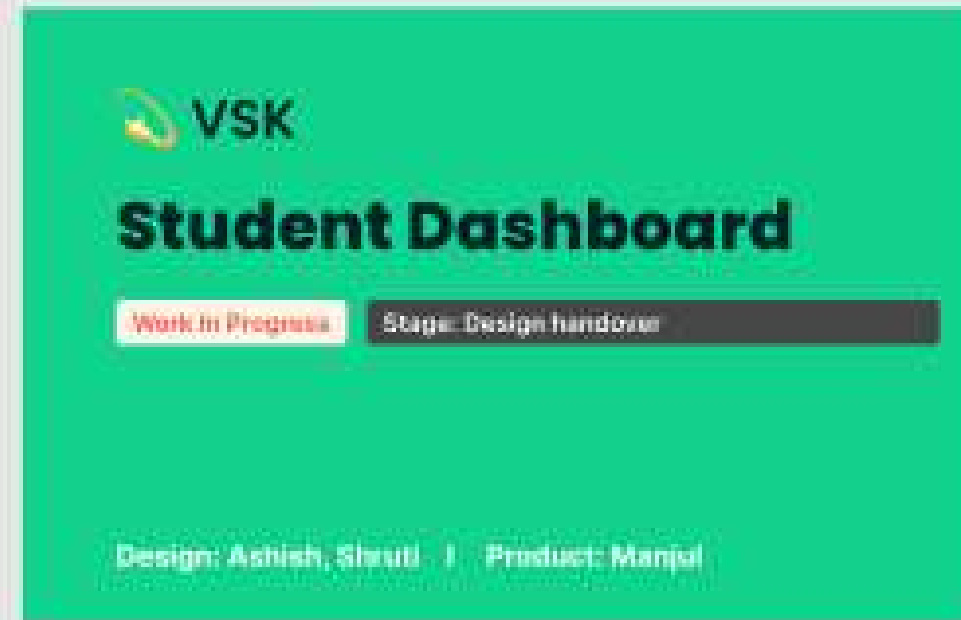 VSK
Student Dashboard
Work In Progress
Stage: Design handover
Design: Ashish, Shruti | Product: Manjul